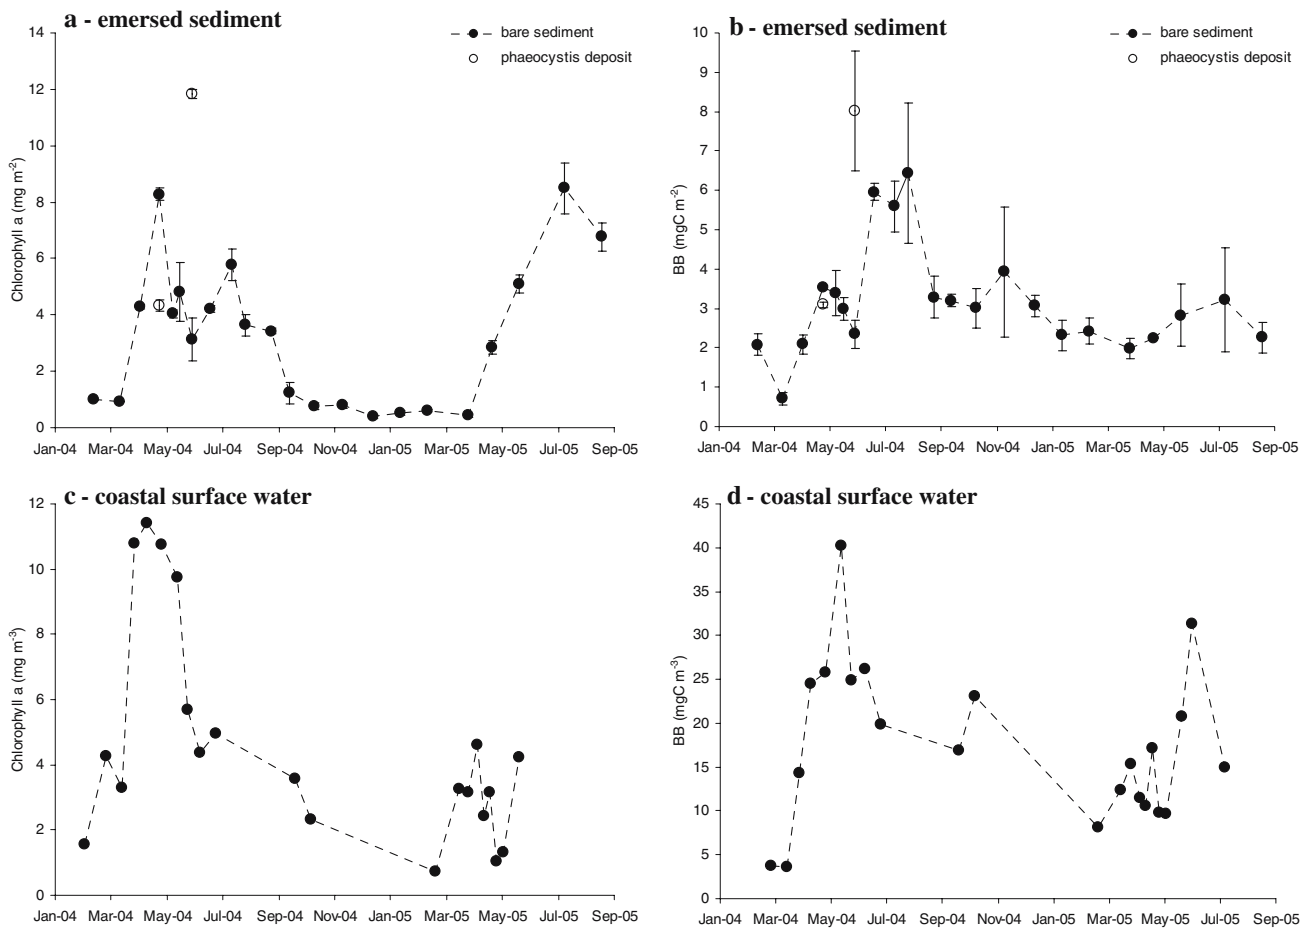 a - emersed sediment
bare sediment
phaeocystis deposit
Chlorophyll a (mg m-2)
14
12
10
8
6
4
2
0
Jan-04 Mar-04 May-04 Jul-04 Sep-04 Nov-04 Jan-05 Mar-05 May-05 Jul-05 Sep-05
b - emersed sediment
bare sediment
phaeocystis deposit
BB (mgC m-2)
10
9
8
7
6
5
4
3
2
1
0
Jan-04 Mar-04 May-04 Jul-04 Sep-04 Nov-04 Jan-05 Mar-05 May-05 Jul-05 Sep-05
c - coastal surface water
Chlorophyll a (mg m-3)
12
10
8
6
4
2
0
Jan-04 Mar-04 May-04 Jul-04 Sep-04 Nov-04 Jan-05 Mar-05 May-05 Jul-05 Sep-05
d - coastal surface water
BB (mgC m-3)
45
40
35
30
25
20
15
10
5
0
Jan-04 Mar-04 May-04 Jul-04 Sep-04 Nov-04 Jan-05 Mar-05 May-05 Jul-05 Sep-05